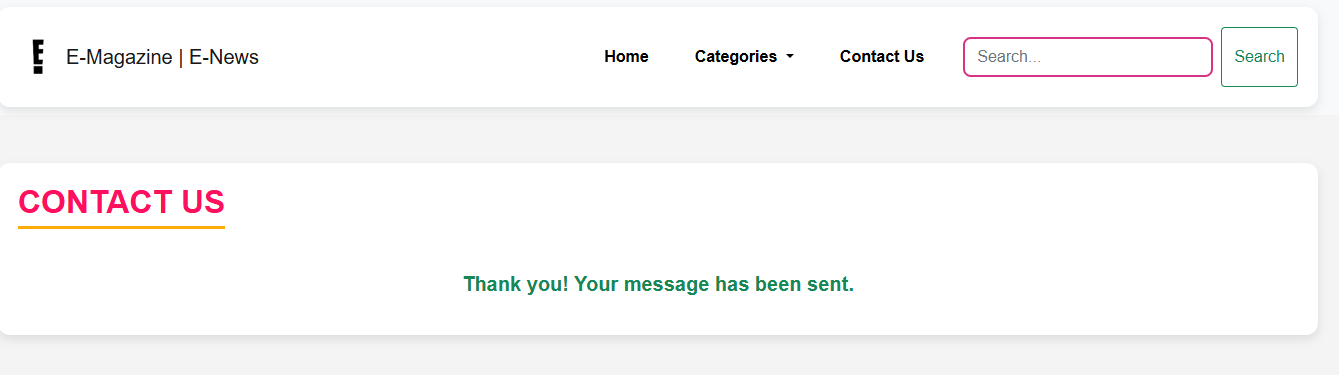 E! E-Magazine | E-News Home Categories Contact Us Search... Search
CONTACT US
Thank you! Your message has been sent.